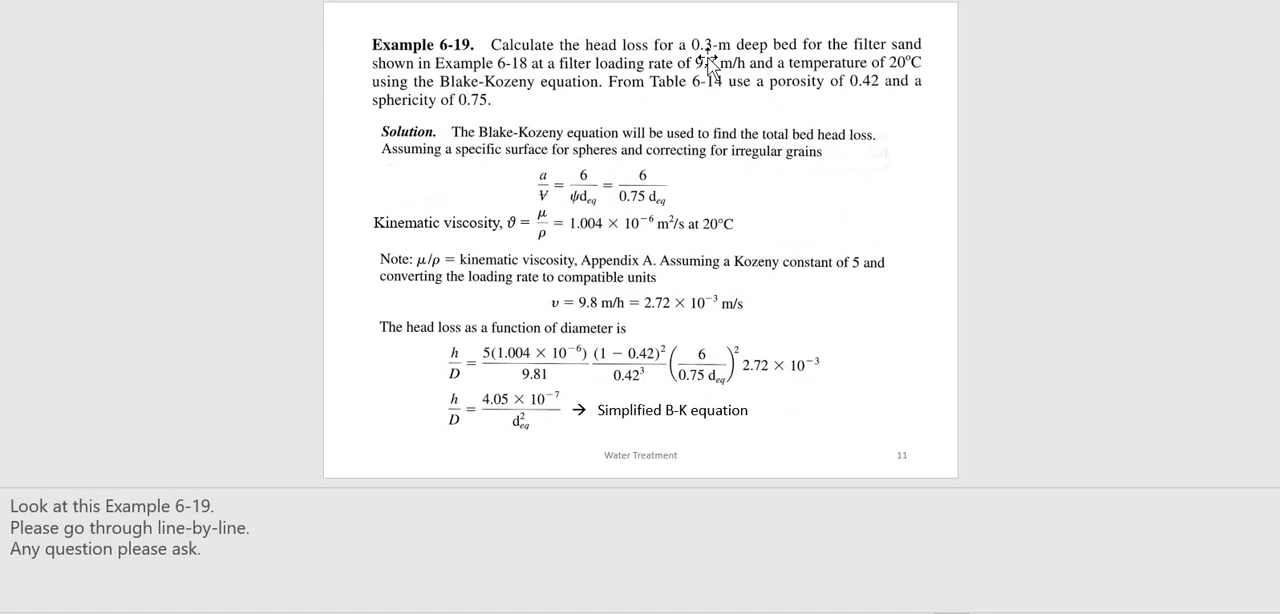 Example 6-19. Calculate the head loss for a 0.3-m deep bed for the filter sand
shown in Example 6-18 at a filter loading rate of m/h and a temperature of 20°C
using the Blake-Kozeny equation. From Table 6-14 use a porosity of 0.42 and a
sphericity of 0.75.
Solution. The Blake-Kozeny equation will be used to find the total bed head loss.
Assuming a specific surface for spheres and correcting for irregular grains
a/V = 6/ψd_eq = 6/0.75 d_eq
Kinematic viscosity, ϑ = μ/ρ = 1.004 × 10⁻⁶ m²/s at 20°C
Note: μ/ρ = kinematic viscosity, Appendix A. Assuming a Kozeny constant of 5 and
converting the loading rate to compatible units
υ = 9.8 m/h = 2.72 × 10⁻³ m/s
The head loss as a function of diameter is
h/D = 5(1.004 × 10⁻⁶)/9.81 (1 − 0.42)²/0.42³ (6/0.75 d_eq)² 2.72 × 10⁻³
h/D = 4.05 × 10⁻⁷/d²_eq → Simplified B-K equation
Water Treatment 11
Look at this Example 6-19.
Please go through line-by-line.
Any question please ask.